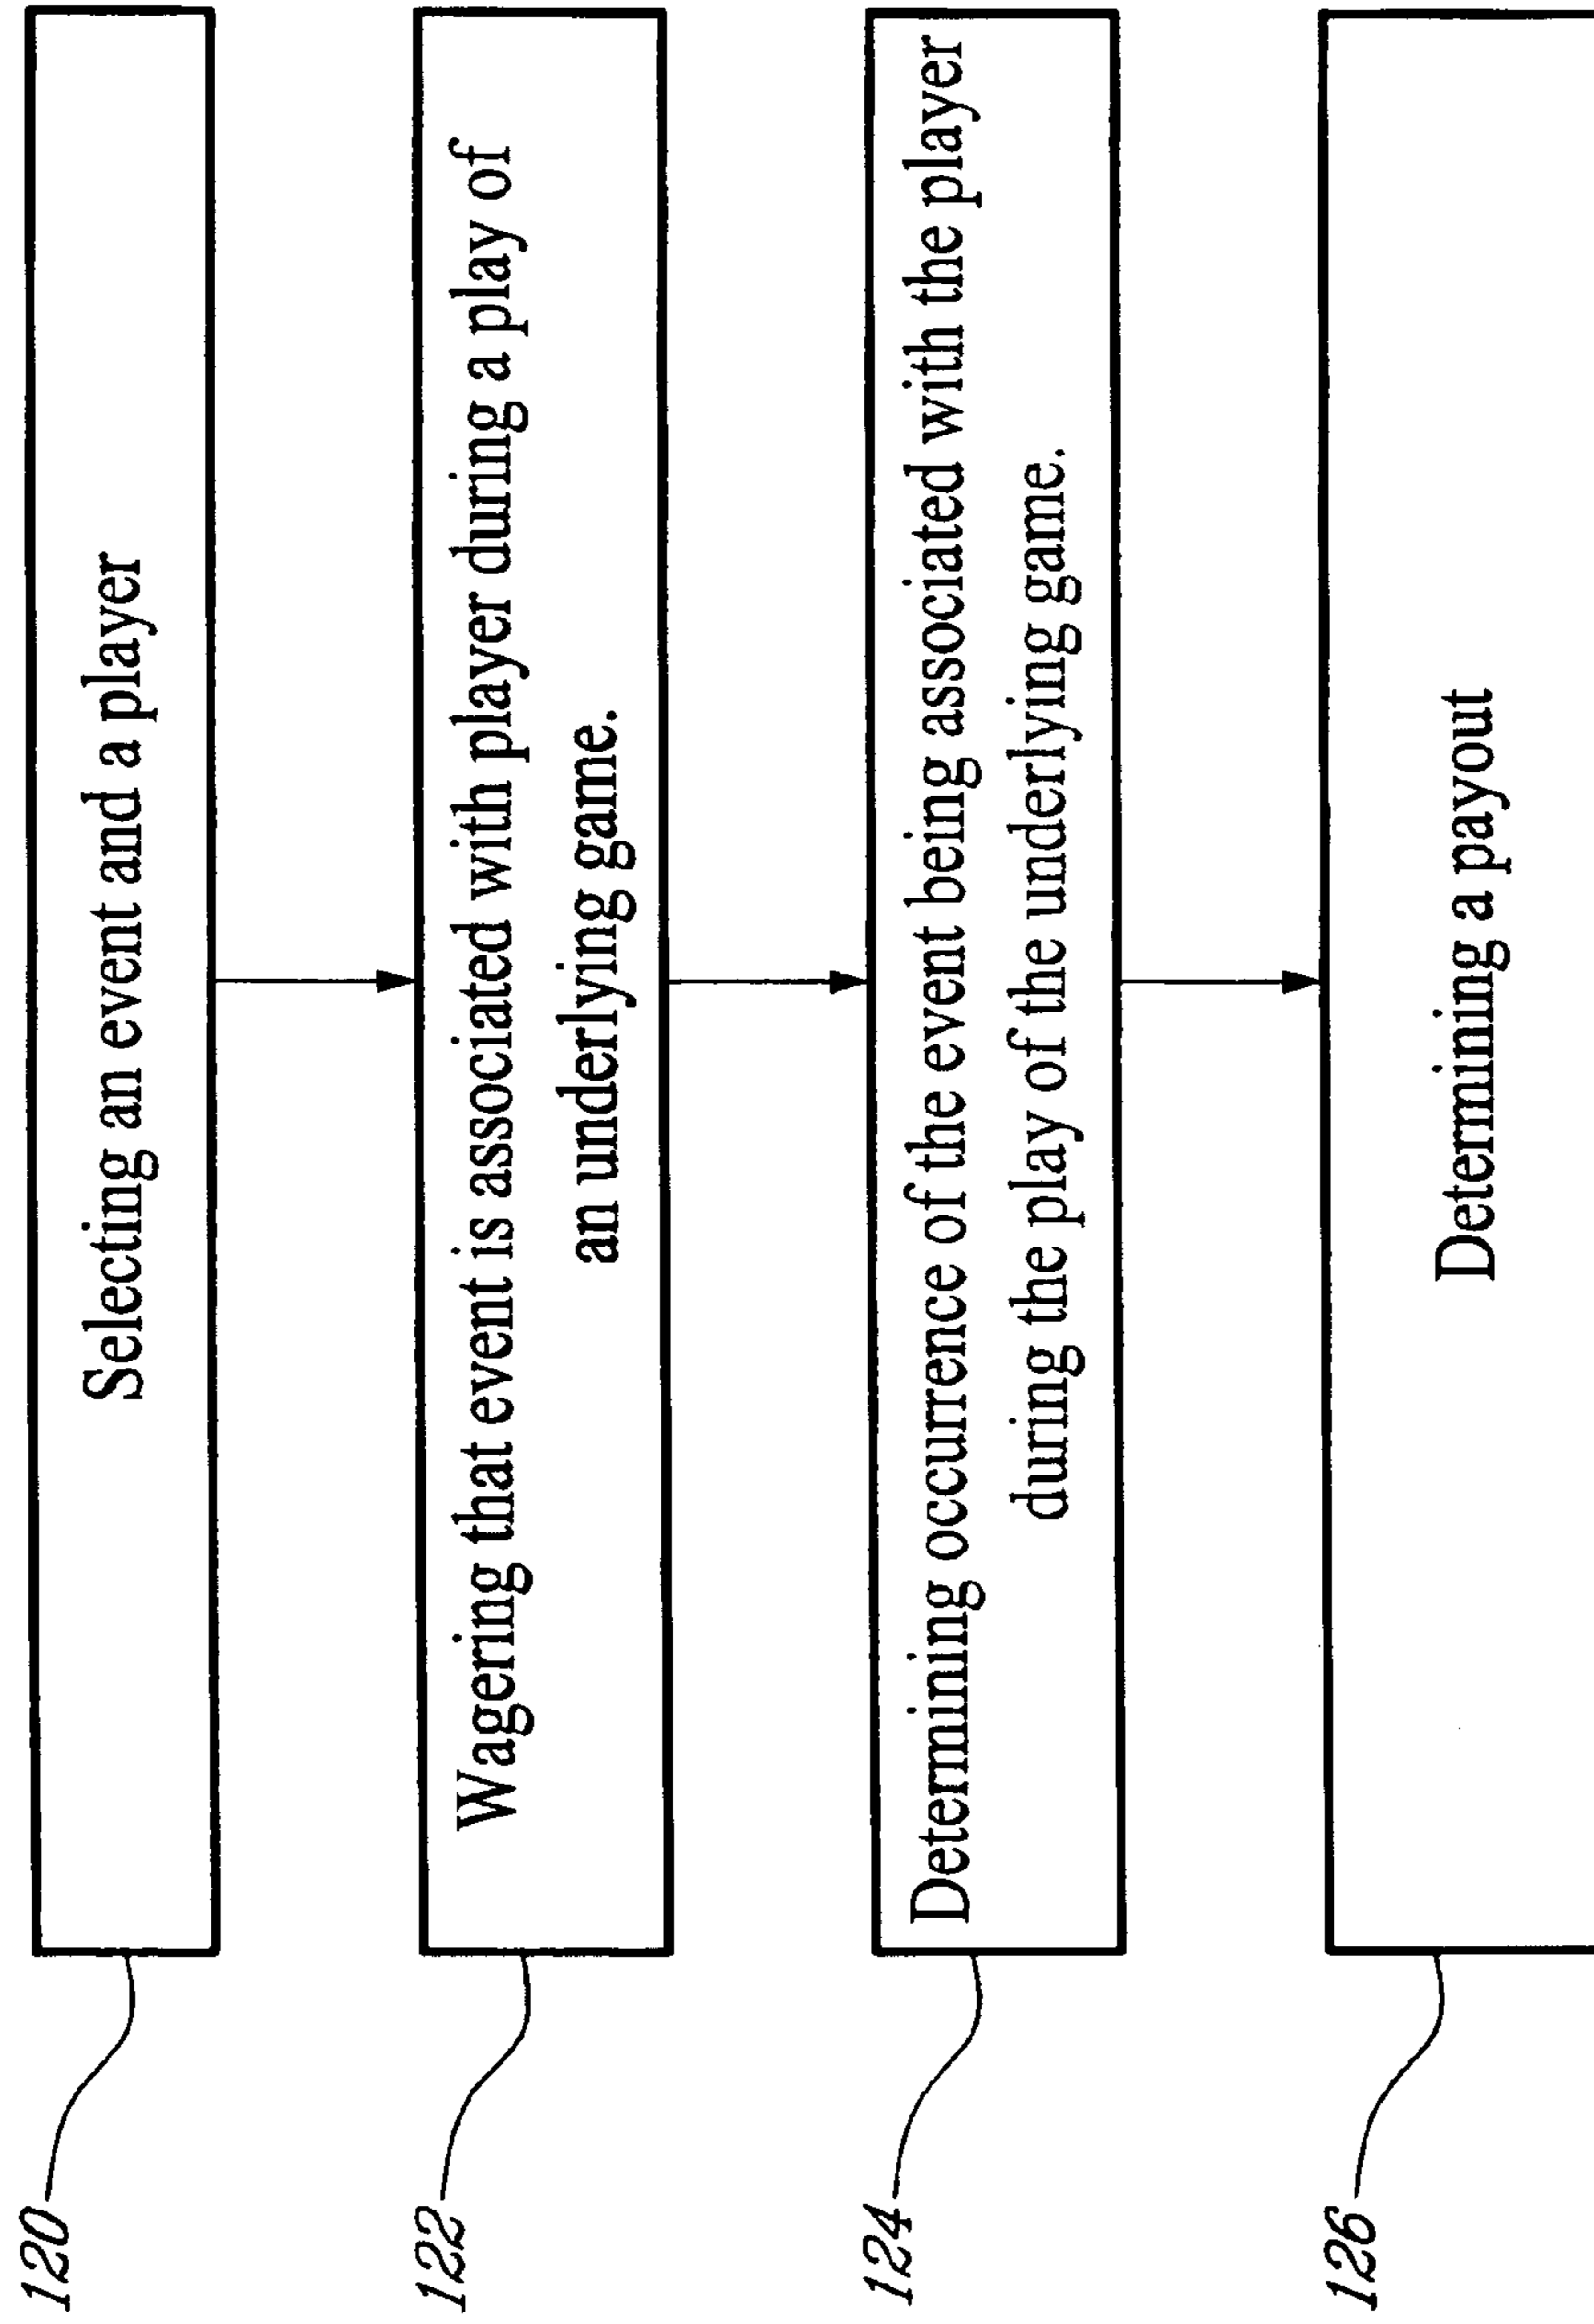 120
Selecting an event and a player
122
Wagering that event is associated with player during a play of
an underlying game.
124
Determining occurrence of the event being associated with the player
during the play of the underlying game.
126
Determining a payout